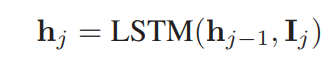 h_j = LSTM(h_{j−1}, I_j)